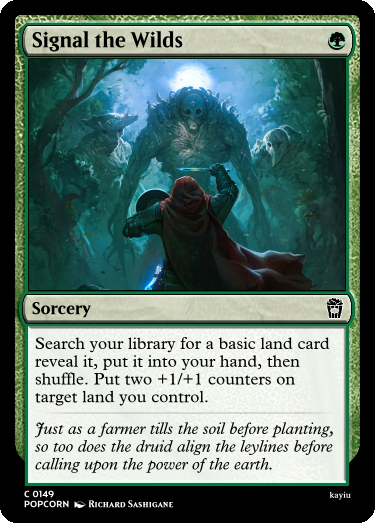 Signal the Wilds
Sorcery
Search your library for a basic land card
reveal it, put it into your hand, then
shuffle. Put two +1/+1 counters on
target land you control.
Just as a farmer tills the soil before planting,
so too does the druid align the leylines before
calling upon the power of the earth.
C 0149
POPCORN Richard Sashigane
kayiu